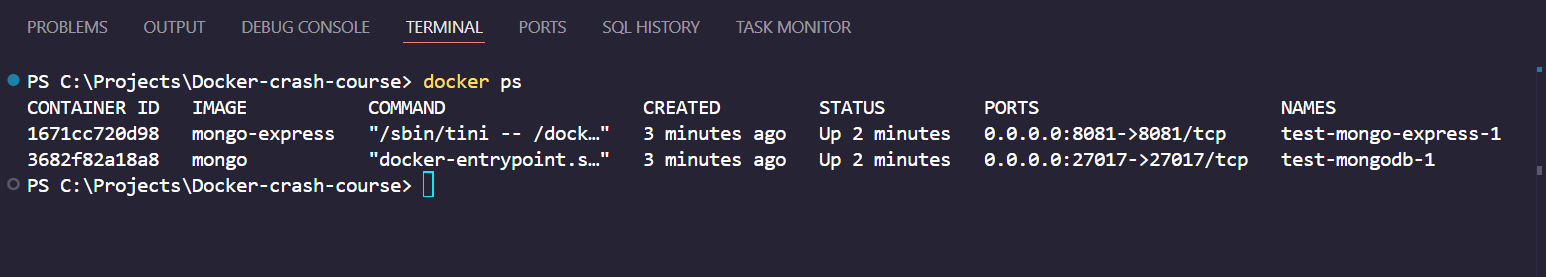 PROBLEMS OUTPUT DEBUG CONSOLE TERMINAL PORTS SQL HISTORY TASK MONITOR
PS C:\Projects\Docker-crash-course> docker ps
CONTAINER ID   IMAGE           COMMAND                  CREATED         STATUS         PORTS                      NAMES
1671cc720d98   mongo-express   "/sbin/tini -- /dock…"   3 minutes ago   Up 2 minutes   0.0.0.0:8081->8081/tcp     test-mongo-express-1
3682f82a18a8   mongo           "docker-entrypoint.s…"   3 minutes ago   Up 2 minutes   0.0.0.0:27017->27017/tcp   test-mongodb-1
PS C:\Projects\Docker-crash-course>